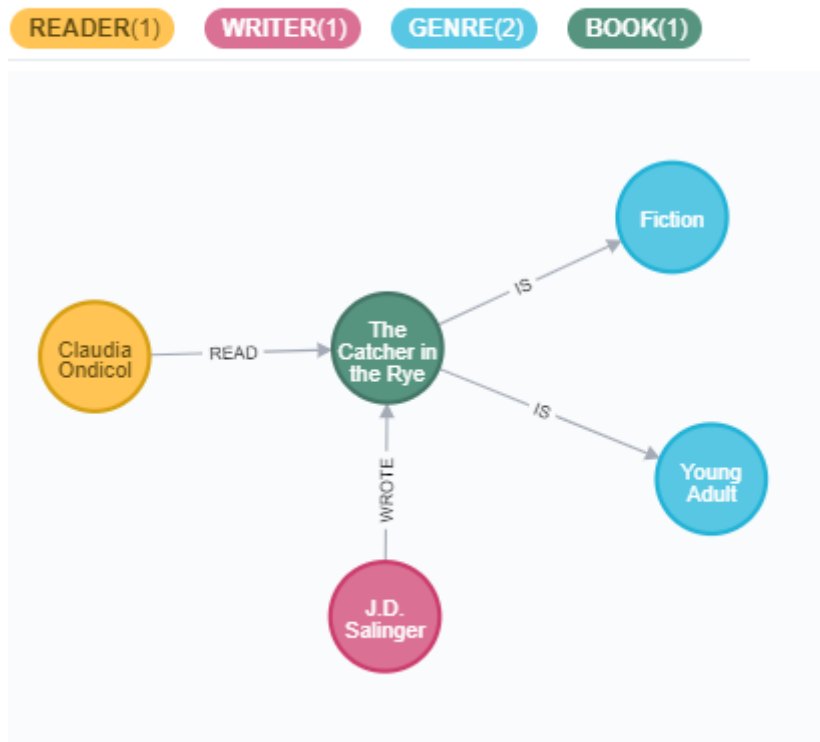 READER(1) WRITER(1) GENRE(2) BOOK(1)
Fiction
IS
The
Catcher in
the Rye
Claudia
Ondicol
READ
IS
Young
Adult
WROTE
J.D.
Salinger